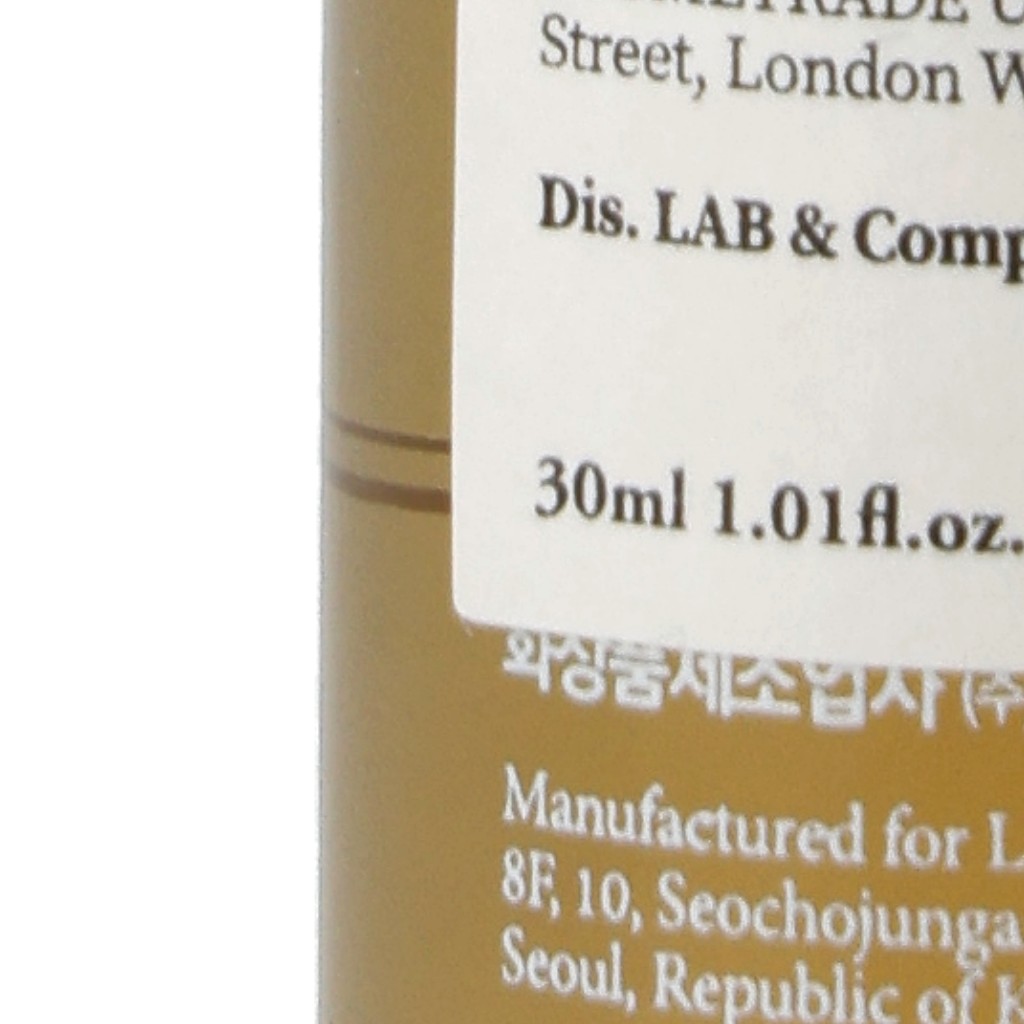 Street, London W
Dis. LAB & Comp
30ml 1.01fl.oz.
화장품제조업자 (주
Manufactured for L
8F, 10, Seochojunga
Seoul, Republic of K